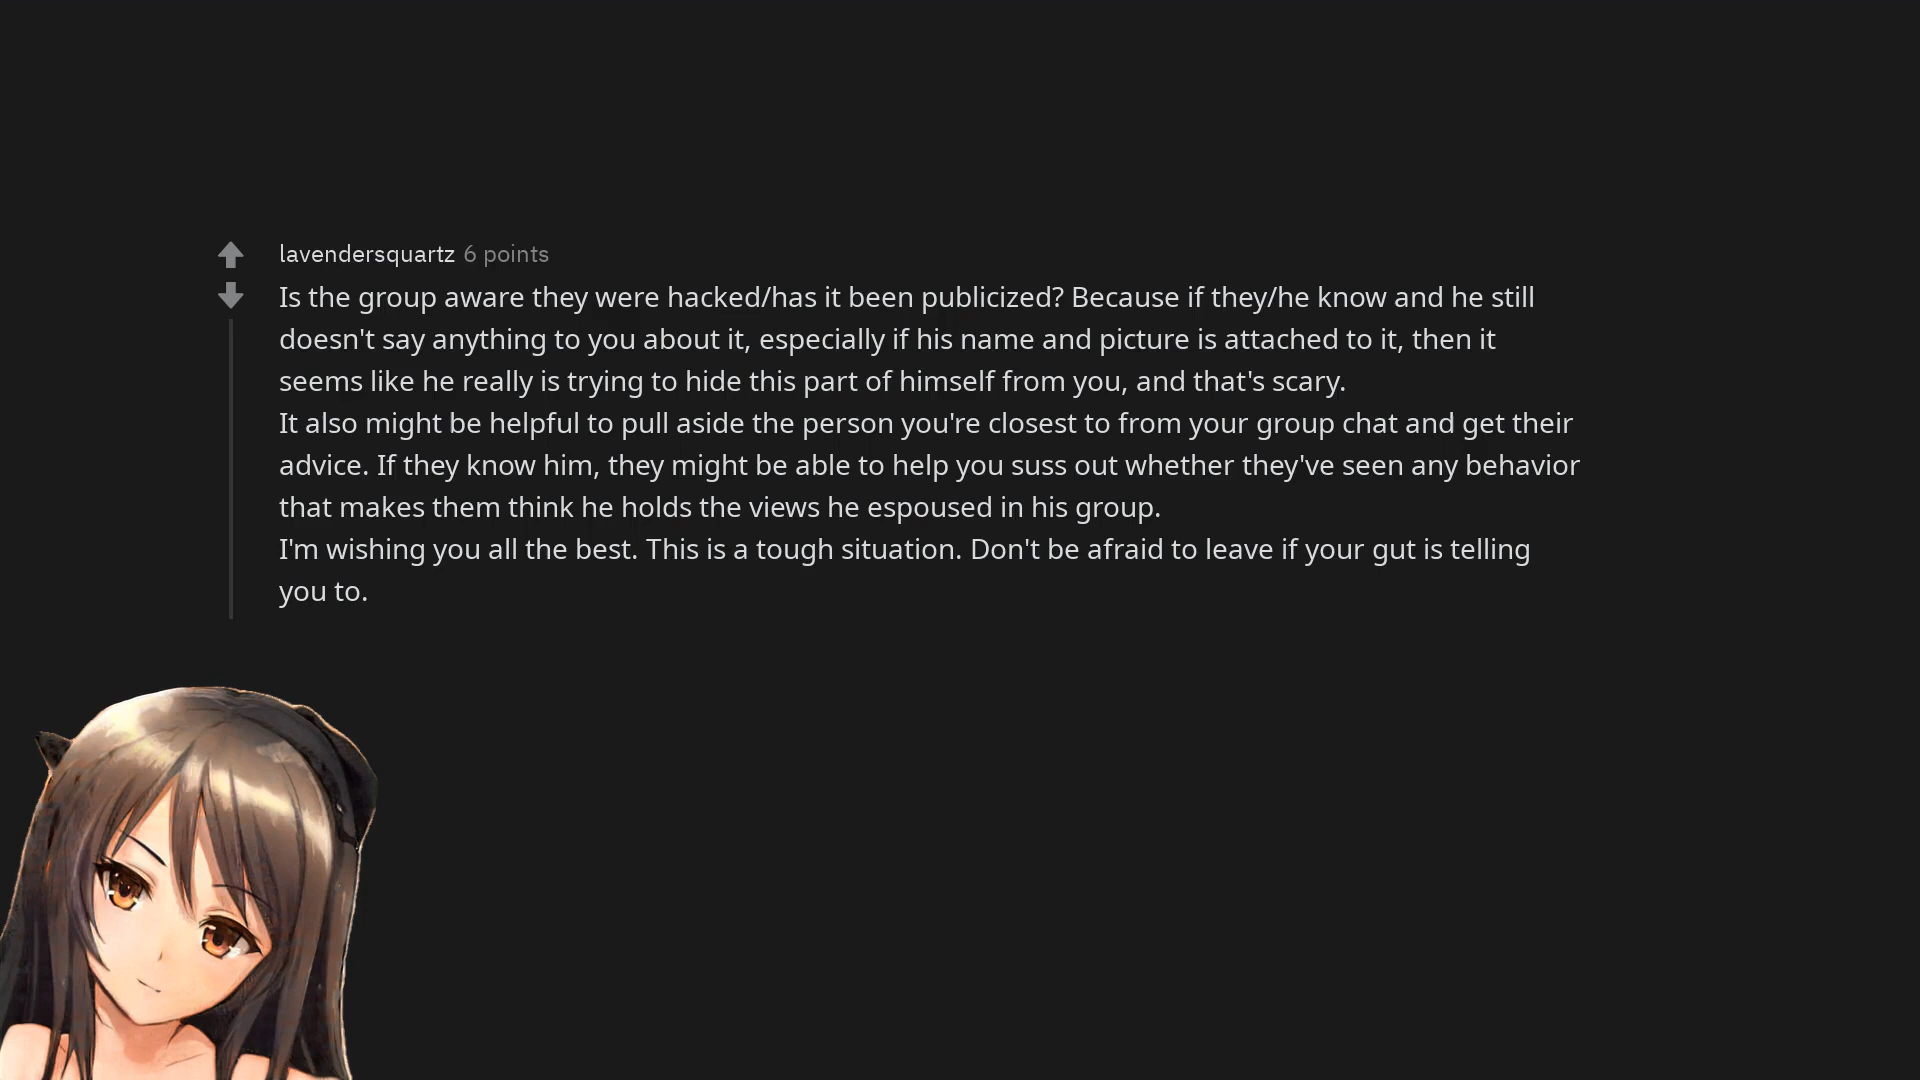 lavendersquartz 6 points
Is the group aware they were hacked/has it been publicized? Because if they/he know and he still
doesn't say anything to you about it, especially if his name and picture is attached to it, then it
seems like he really is trying to hide this part of himself from you, and that's scary.
It also might be helpful to pull aside the person you're closest to from your group chat and get their
advice. If they know him, they might be able to help you suss out whether they've seen any behavior
that makes them think he holds the views he espoused in his group.
I'm wishing you all the best. This is a tough situation. Don't be afraid to leave if your gut is telling
you to.